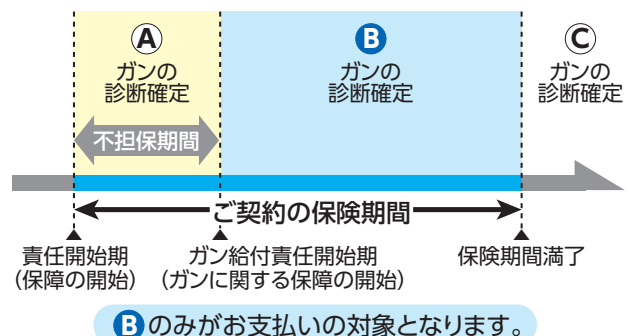 A
ガンの
診断確定
B
ガンの
診断確定
C
ガンの
診断確定
不担保期間
ご契約の保険期間
責任開始期
(保障の開始)
ガン給付責任開始期
(ガンに関する保障の開始)
保険期間満了
Bのみがお支払いの対象となります。